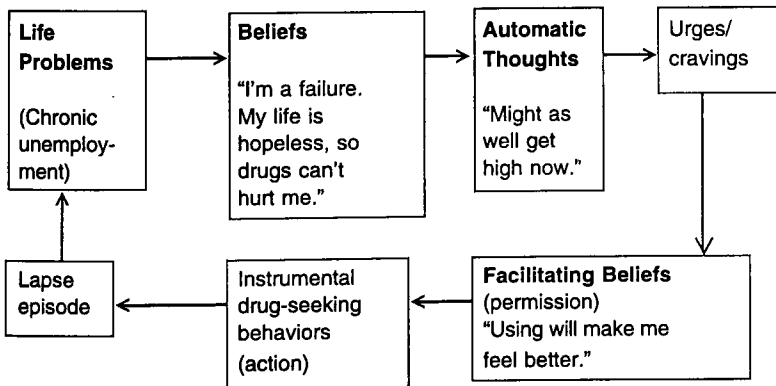 Life
Problems
(Chronic
unemploy-
ment)
Beliefs
“I'm a failure.
My life is
hopeless, so
drugs can't
hurt me.”
Automatic
Thoughts
“Might as
well get
high now.”
Urges/
cravings
Facilitating Beliefs
(permission)
“Using will make me
feel better.”
Instrumental
drug-seeking
behaviors
(action)
Lapse
episode